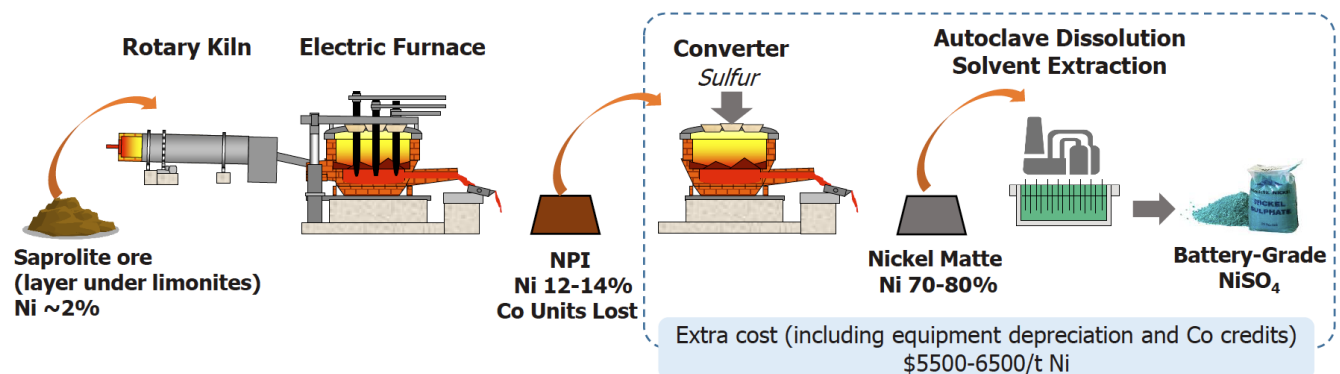 Rotary Kiln
Electric Furnace
Converter
Sulfur
Autoclave Dissolution
Solvent Extraction
Saprolite ore
(layer under limonites)
Ni ~2%
NPI
Ni 12-14%
Co Units Lost
Nickel Matte
Ni 70-80%
NICKEL
SULPHATE
Battery-Grade
NiSO₄
Extra cost (including equipment depreciation and Co credits)
$5500-6500/t Ni